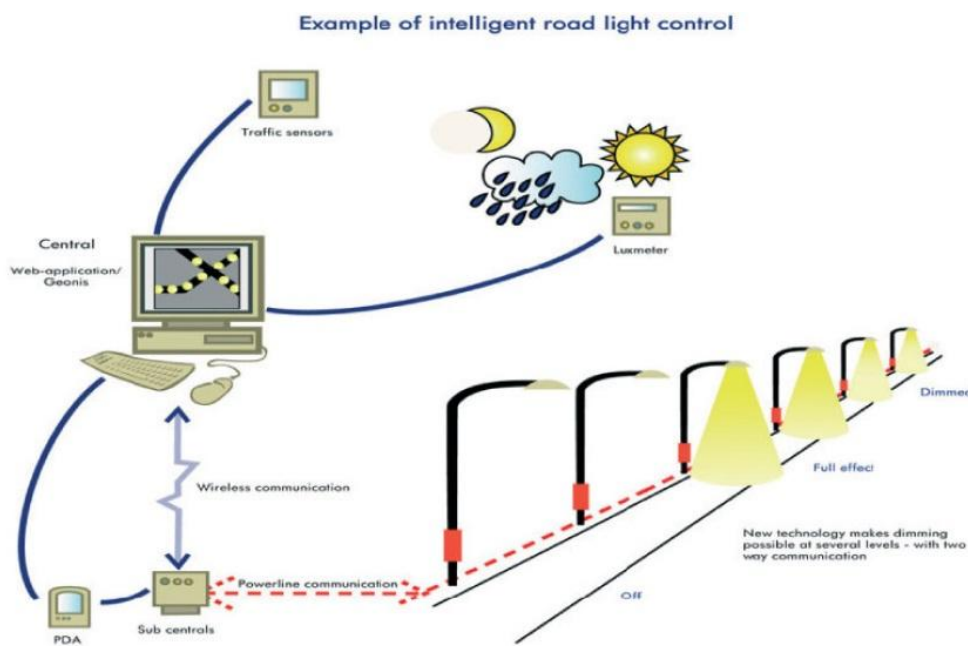 Example of intelligent road light control
Traffic sensors
Central
Web-application/
Geonis
Luxmeter
Wireless communication
Dimmed
Full effect
New technology makes dimming
possible at several levels - with two
way communication
Powerline communication
Off
Sub centrals
PDA